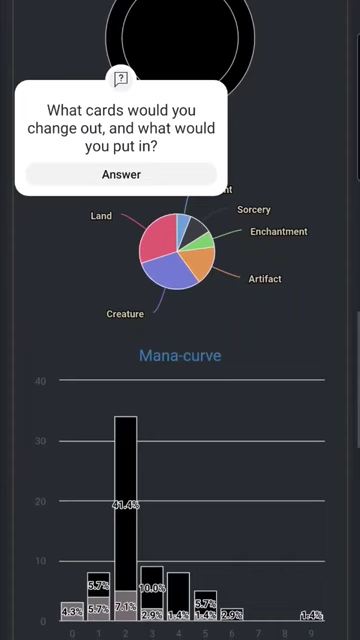 What cards would you
change out, and what would
you put in?
Answer
nt
Sorcery
Land
Enchantment
Artifact
Creature
Mana-curve
40
30
20
41.4%
10
10.0%
5.7%
5.7%
4.3%
5.7%
7.1%
2.9%
1.4%
1.4%
2.9%
1.4%
0
0 1 2 3 4 5 6 7 8 9